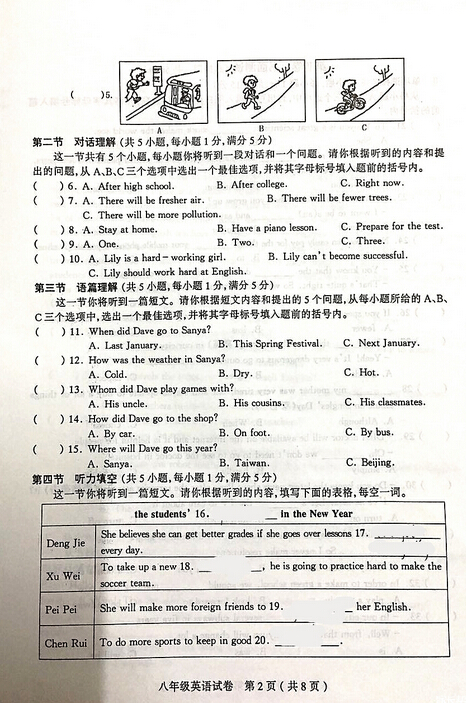 (    )5.
A    B    C
第二节 对话理解 (共 5 小题,每小题 1 分,满分 5 分)
这一节共有 5 个小题,每小题你将听到一段对话和一个问题。请你根据听到的内容和提
出的问题,从 A、B、C 三个选项中选出一个最佳选项,并将其字母标号填入题前的括号内。
(    ) 6. A. After high school.    B. After college.    C. Right now.
(    ) 7. A. There will be fresher air.    B. There will be fewer trees.
C. There will be more pollution.
(    ) 8. A. Stay at home.    B. Have a piano lesson.    C. Prepare for the test.
(    ) 9. A. One.    B. Two.    C. Three.
(    ) 10. A. Lily is a hard-working girl.    B. Lily can't become successful.
C. Lily should work hard at English.
第三节 语篇理解 (共 5 小题,每小题 1 分,满分 5 分)
这一节你将听到一篇短文。请你根据短文内容和提出的 5 个问题,从每小题所给的 A、B、
C 三个选项中,选出一个最佳选项,并将其字母标号填入题前的括号内。
(    ) 11. When did Dave go to Sanya?
A. Last January.    B. This Spring Festival.    C. Next January.
(    ) 12. How was the weather in Sanya?
A. Cold.    B. Dry.    C. Hot.
(    ) 13. Whom did Dave play games with?
A. His uncle.    B. His cousins.    C. His classmates.
(    ) 14. How did Dave go to the shop?
A. By car.    B. On foot.    C. By bus.
(    ) 15. Where will Dave go this year?
A. Sanya.    B. Taiwan.    C. Beijing.
第四节 听力填空 (共 5 小题,每小题 1 分,满分 5 分)
这一节你将听到一篇短文。请你根据听到的内容,填写下面的表格,每空一词。
the students' 16. ________ in the New Year
Deng Jie    She believes she can get better grades if she goes over lessons 17. ________
every day.
Xu Wei    To take up a new 18. ________, he is going to practice hard to make the
soccer team.
Pei Pei    She will make more foreign friends to 19. ________ her English.
Chen Rui    To do more sports to keep in good 20. ________.
八年级英语试卷 第 2 页 (共 8 页)